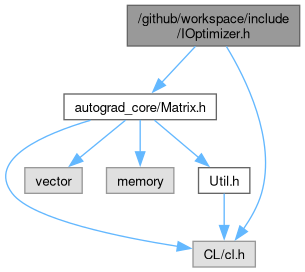 /github/workspace/include
/IOptimizer.h
autograd_core/Matrix.h
vector
memory
Util.h
CL/cl.h